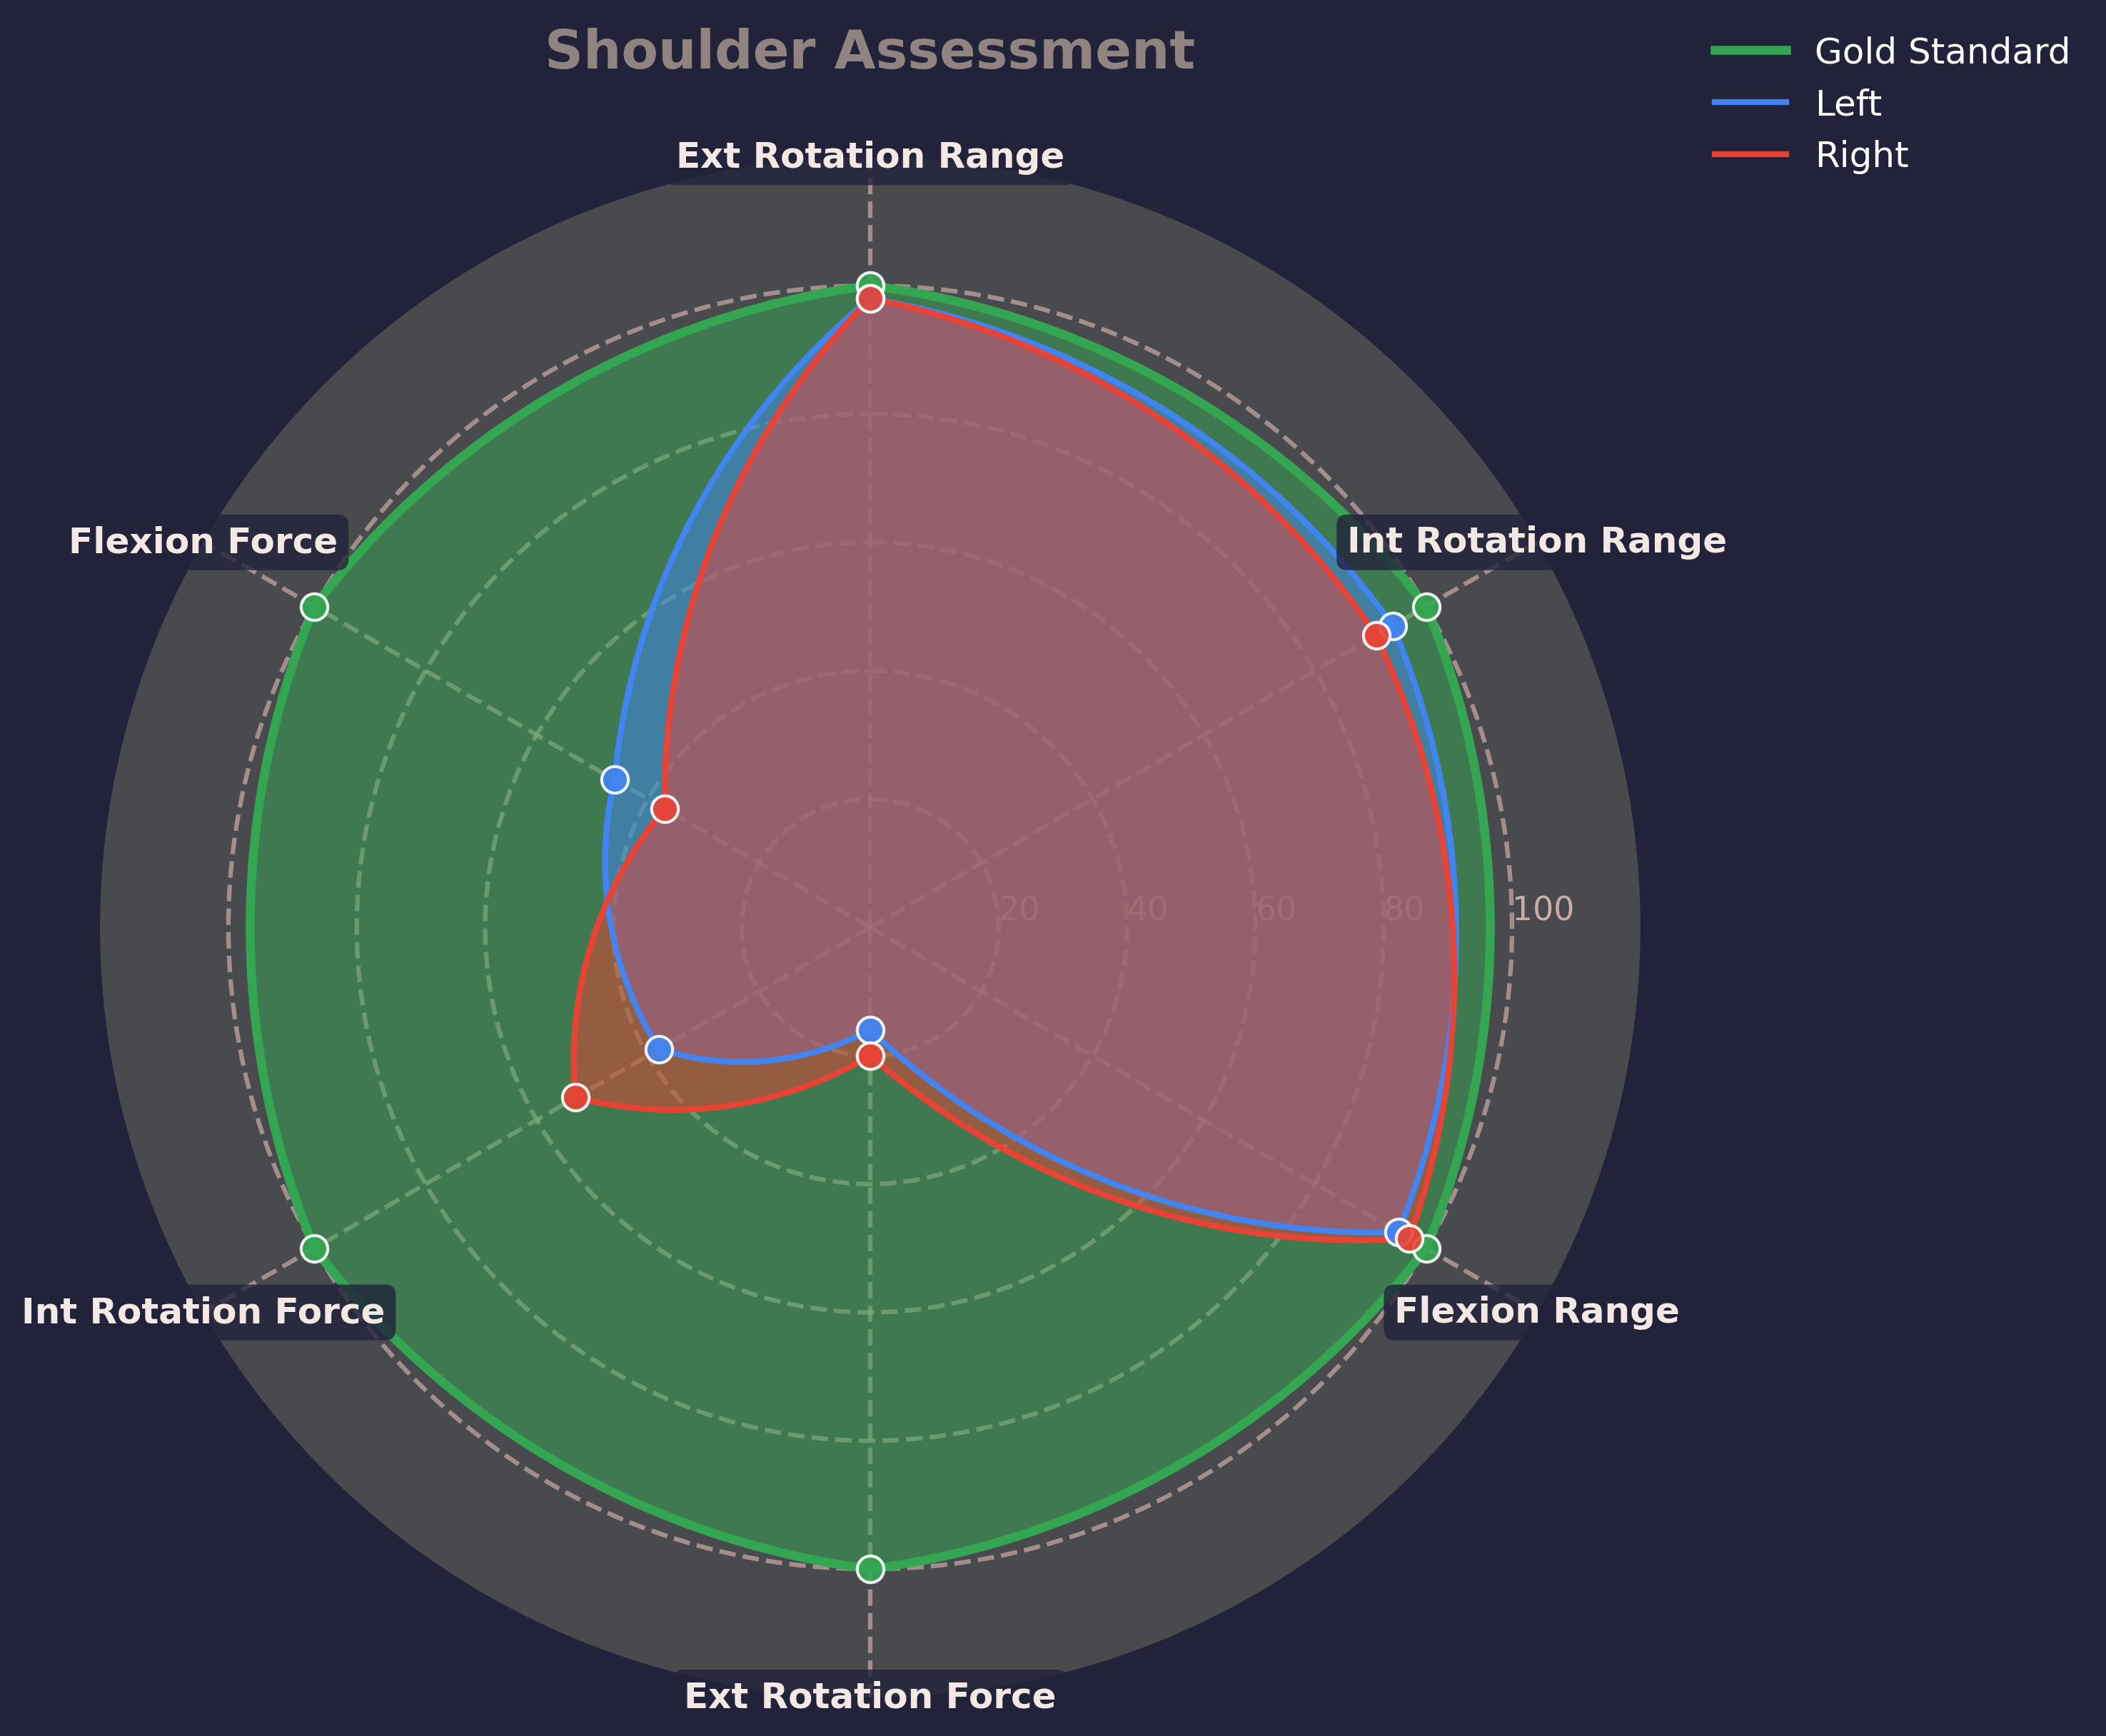 Shoulder Assessment
Gold Standard
Left
Right
Ext Rotation Range
Flexion Force
Int Rotation Range
20
40
60
80
100
Int Rotation Force
Flexion Range
Ext Rotation Force